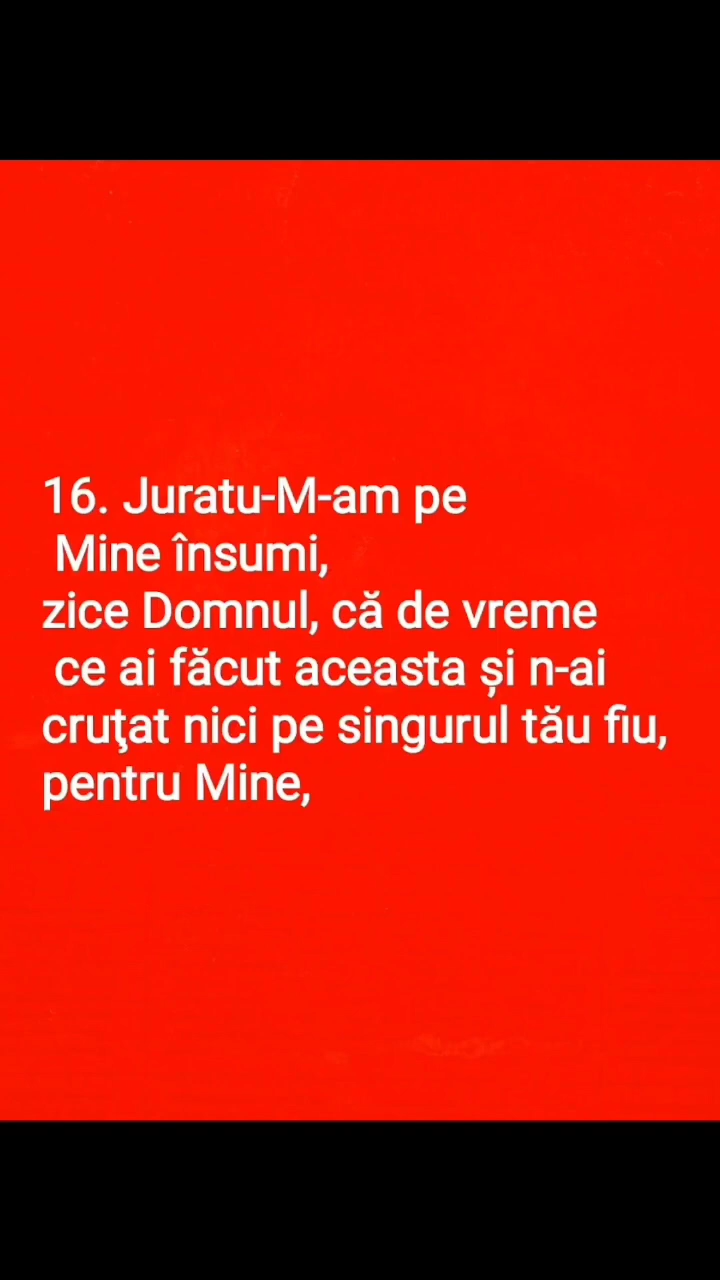 16. Juratu-M-am pe
Mine însumi,
zice Domnul, că de vreme
ce ai făcut aceasta și n-ai
cruţat nici pe singurul tău fiu,
pentru Mine,